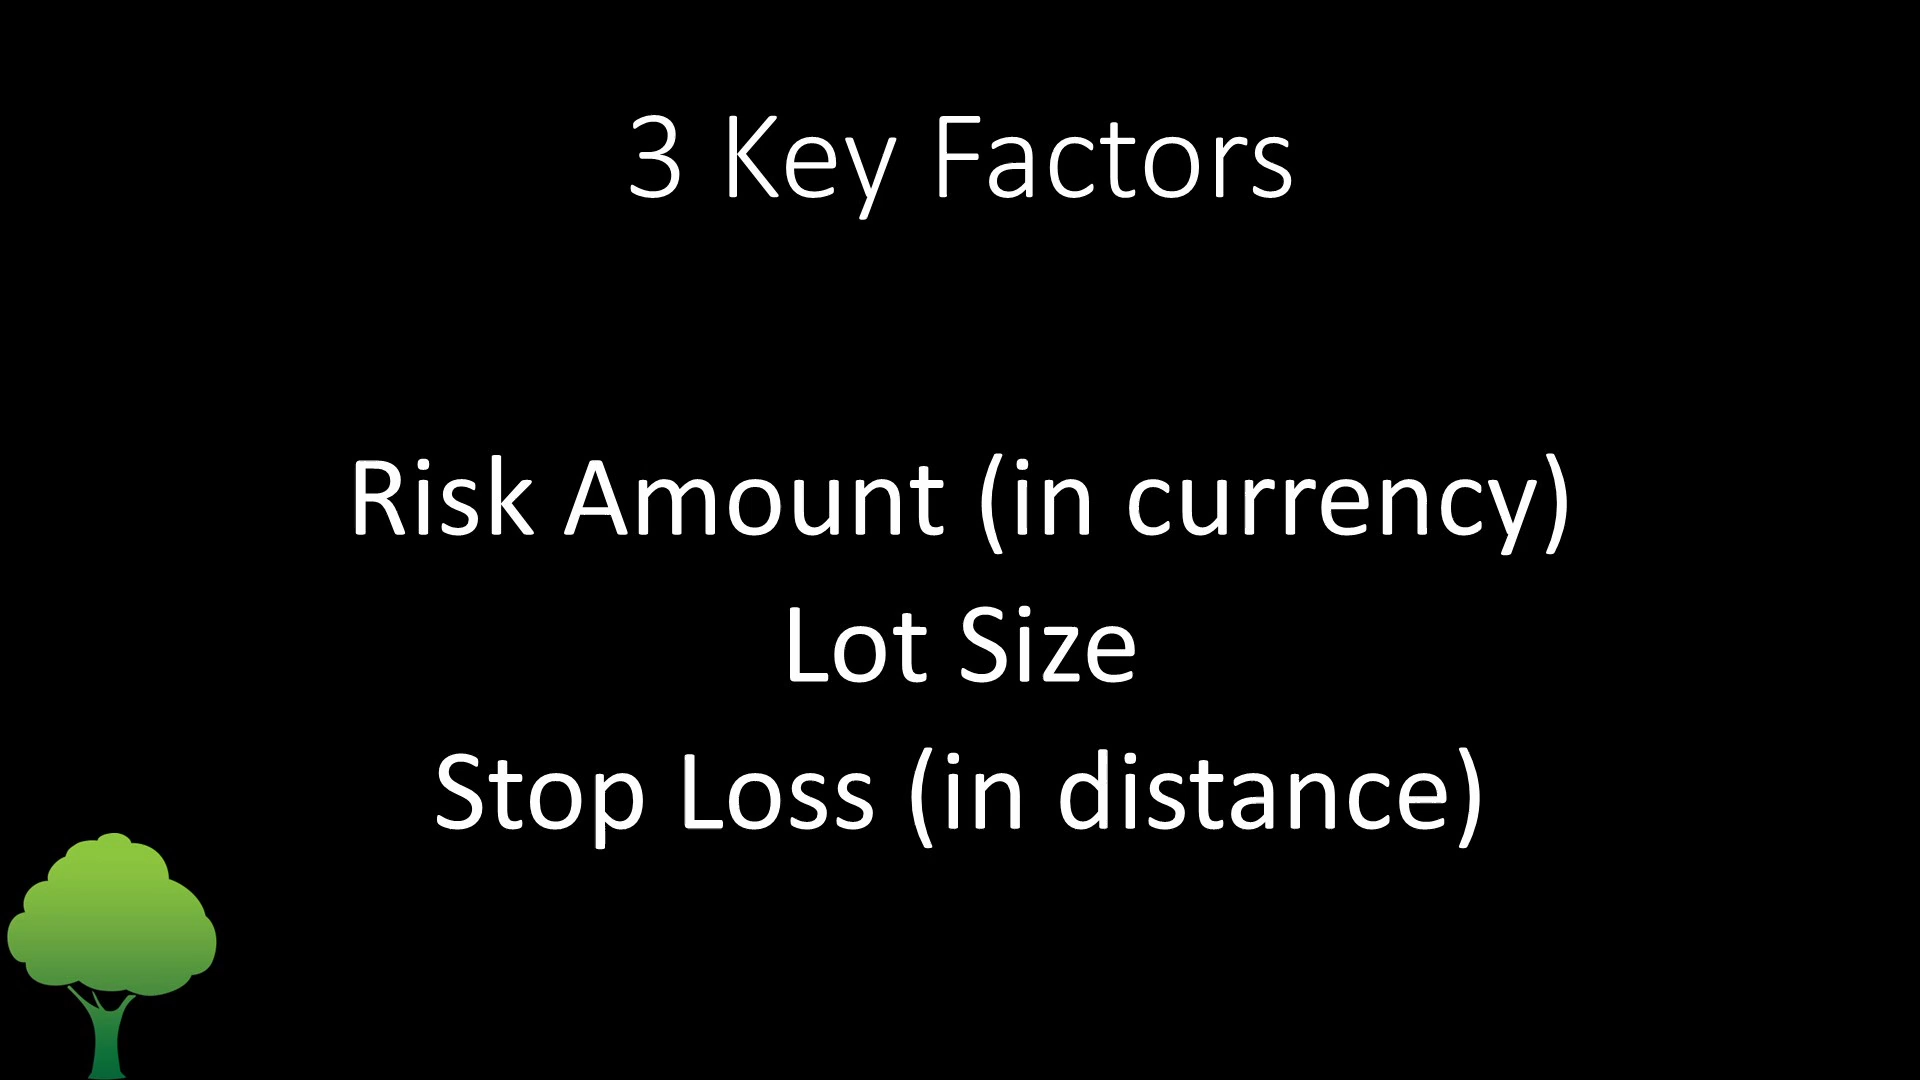 3 Key Factors
Risk Amount (in currency)
Lot Size
Stop Loss (in distance)